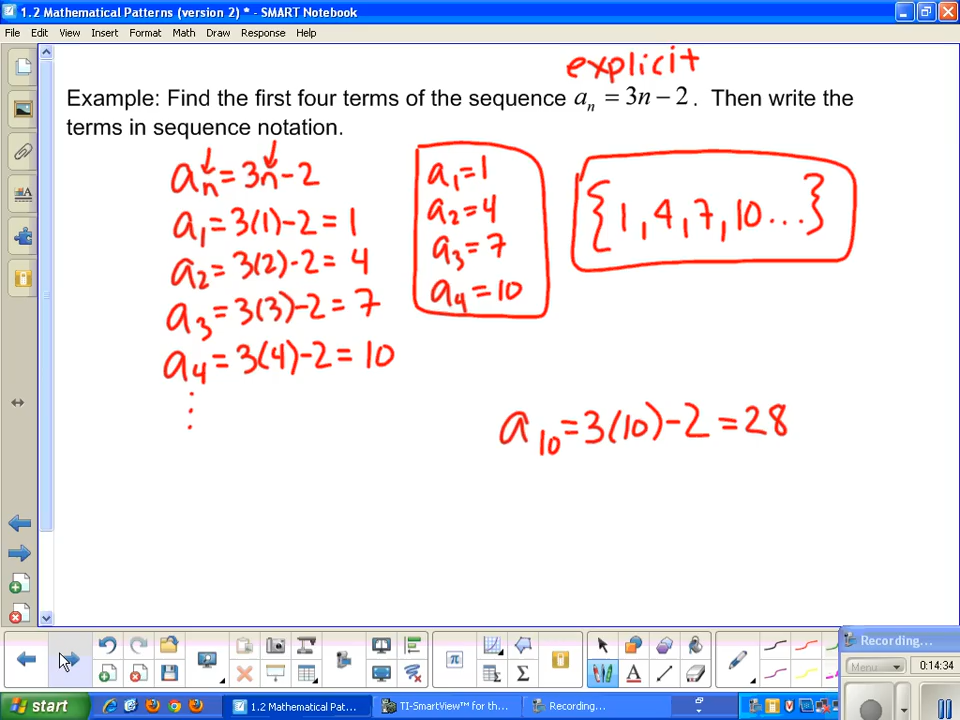 1.2 Mathematical Patterns (version 2) * - SMART Notebook
File Edit View Insert Format Math Draw Response Help
explicit
Example: Find the first four terms of the sequence aₙ = 3n − 2. Then write the
terms in sequence notation.
aₙ = 3n - 2
a₁ = 3(1) - 2 = 1
a₂ = 3(2) - 2 = 4
a₃ = 3(3) - 2 = 7
a₄ = 3(4) - 2 = 10
⋮
a₁ = 1
a₂ = 4
a₃ = 7
a₄ = 10
{1, 4, 7, 10 ...}
a₁₀ = 3(10) - 2 = 28
Recording...
Menu
0:14:34
start
1.2 Mathematical Pat...
TI-SmartView™ for th...
Recording...